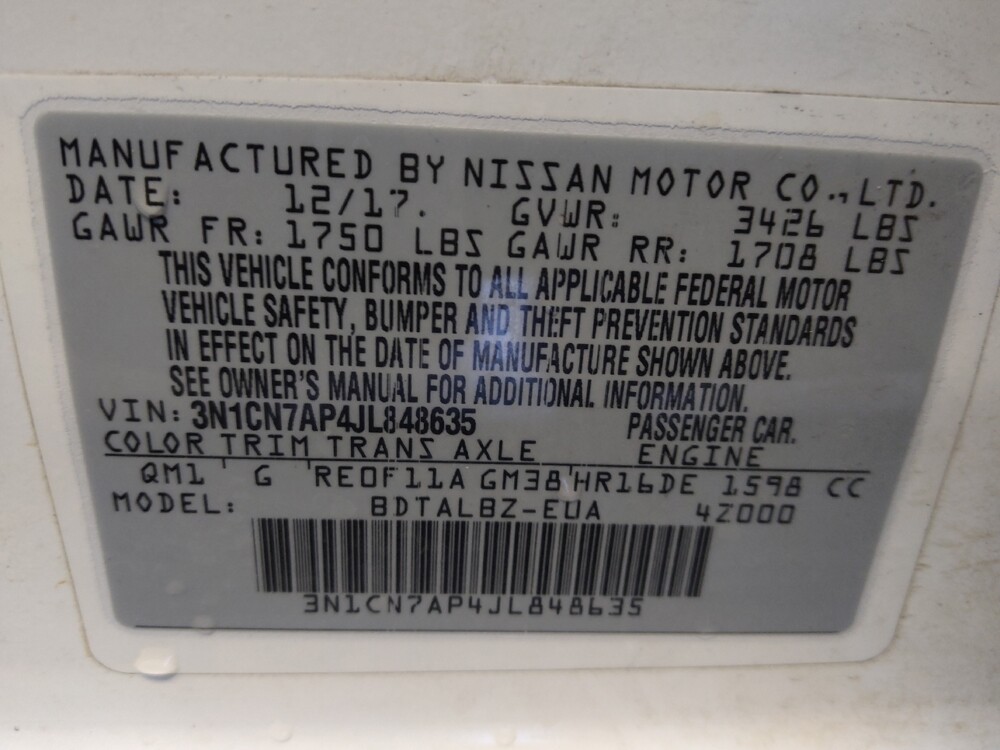 MANUFACTURED BY NISSAN MOTOR CO., LTD.
DATE: 12/17. GVWR: 3426 LBS
GAWR FR: 1750 LBS GAWR RR: 1708 LBS
THIS VEHICLE CONFORMS TO ALL APPLICABLE FEDERAL MOTOR
VEHICLE SAFETY, BUMPER AND THEFT PREVENTION STANDARDS
IN EFFECT ON THE DATE OF MANUFACTURE SHOWN ABOVE.
SEE OWNER'S MANUAL FOR ADDITIONAL INFORMATION.
VIN: 3N1CN7AP4JL848635 PASSENGER CAR.
COLOR TRIM TRANS AXLE ENGINE
QM1 G RE0F11A GM38 HR16DE 1598 CC
MODEL: BDTALBZ-EUA 4Z000
3N1CN7AP4JL848635